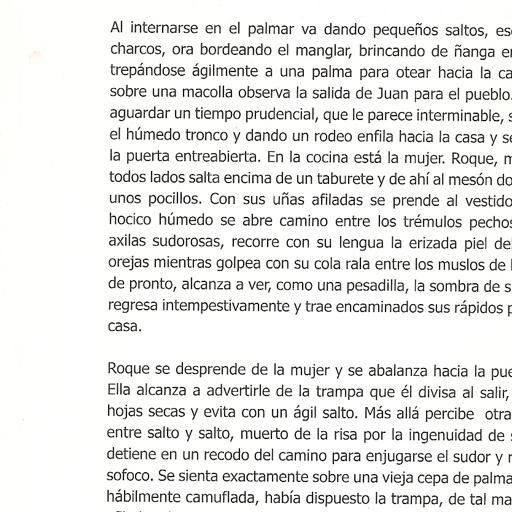 Al internarse en el palmar va dando pequeños saltos,
charcos, ora bordeando el manglar, brincando de ñanga
trepándose ágilmente a una palma para otear hacia la
sobre una macolla observa la salida de Juan para el pueblo.
aguardar un tiempo prudencial, que le parece interminable,
el húmedo tronco y dando un rodeo enfila hacia la casa y
la puerta entreabierta. En la cocina está la mujer. Roque,
todos lados salta encima de un taburete y de ahí al mesón
unos pocillos. Con sus uñas afiladas se prende al vestido
hocico húmedo se abre camino entre los trémulos pechos
axilas sudorosas, recorre con su lengua la erizada piel
orejas mientras golpea con su cola rala entre los muslos de
de pronto, alcanza a ver, como una pesadilla, la sombra de
regresa intempestivamente y trae encaminados sus rápidos
casa.
Roque se desprende de la mujer y se abalanza hacia la
Ella alcanza a advertirle de la trampa que él divisa al salir,
hojas secas y evita con un ágil salto. Más allá percibe otra
entre salto y salto, muerto de la risa por la ingenuidad de
detiene en un recodo del camino para enjugarse el sudor y
sofoco. Se sienta exactamente sobre una vieja cepa de palma
hábilmente camuflada, había dispuesto la trampa, de tal